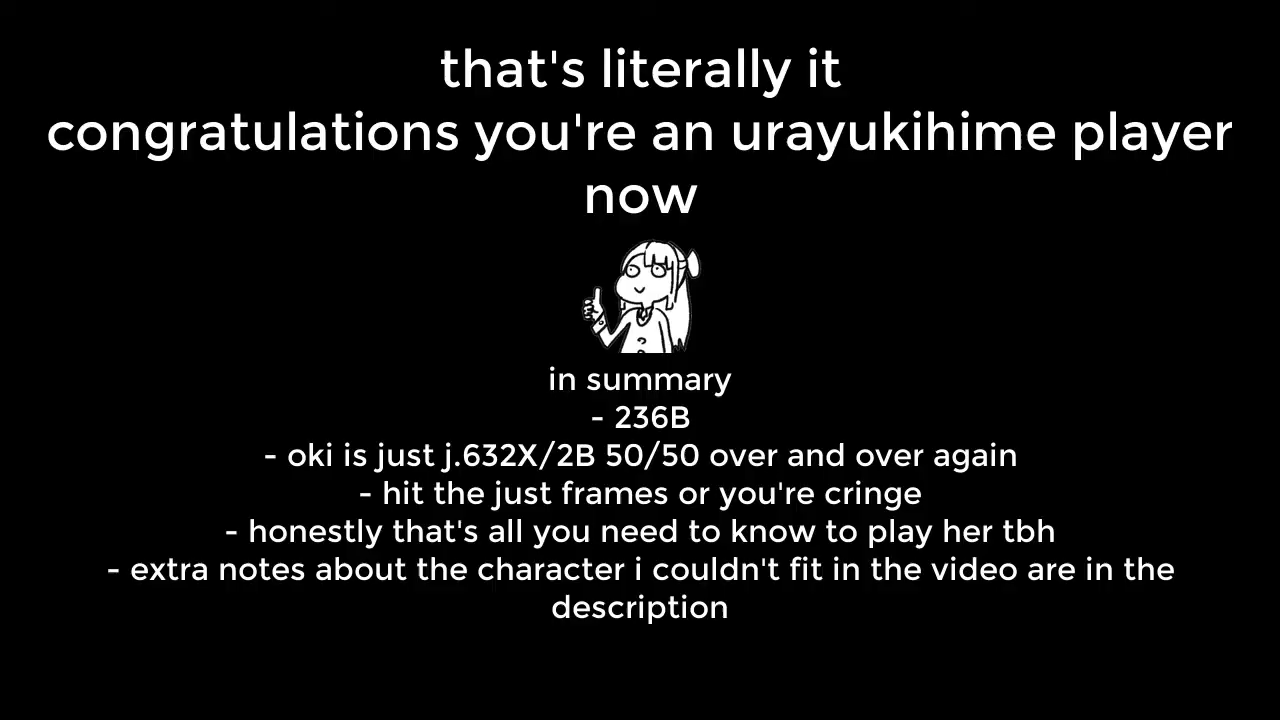 that's literally it
congratulations you're an urayukihime player
now
in summary
- 236B
- oki is just j.632X/2B 50/50 over and over again
- hit the just frames or you're cringe
- honestly that's all you need to know to play her tbh
- extra notes about the character i couldn't fit in the video are in the
description